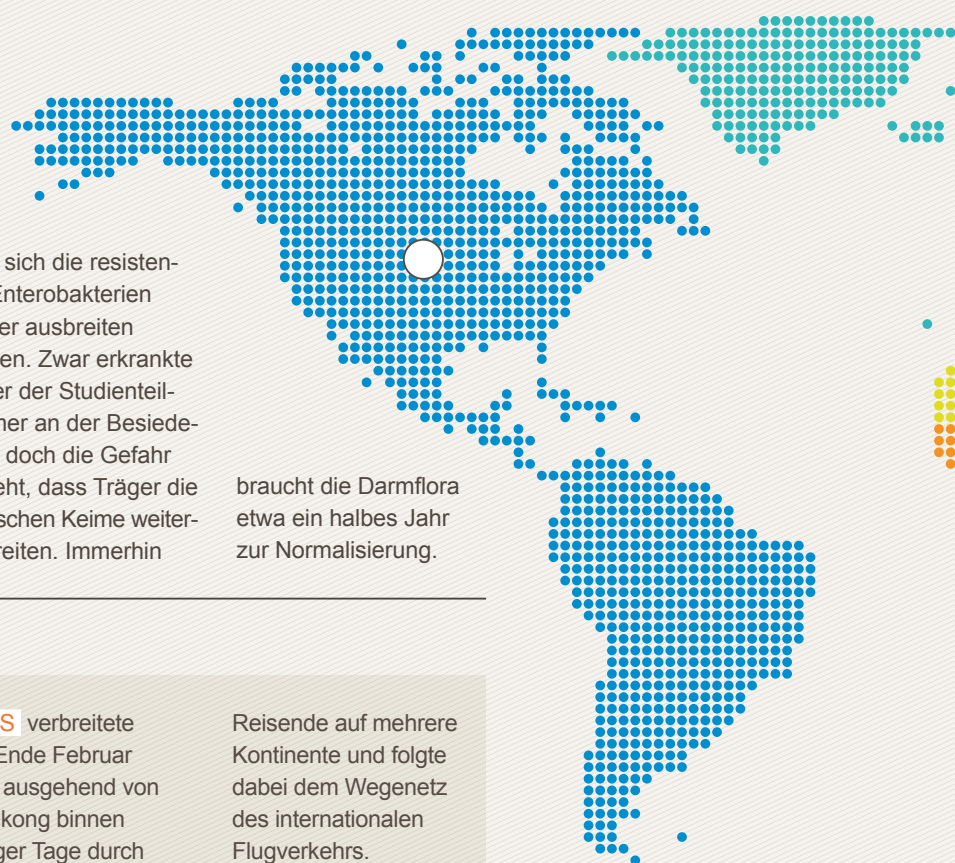 sich die resisten-
Enterobakterien
er ausbreiten
en. Zwar erkrankte
er der Studienteil-
mer an der Besiede-
doch die Gefahr
eht, dass Träger die
schen Keime weiter-
reiten. Immerhin
braucht die Darmflora
etwa ein halbes Jahr
zur Normalisierung.
S verbreitete
Ende Februar
ausgehend von
kong binnen
ger Tage durch
Reisende auf mehrere
Kontinente und folgte
dabei dem Wegenetz
des internationalen
Flugverkehrs.